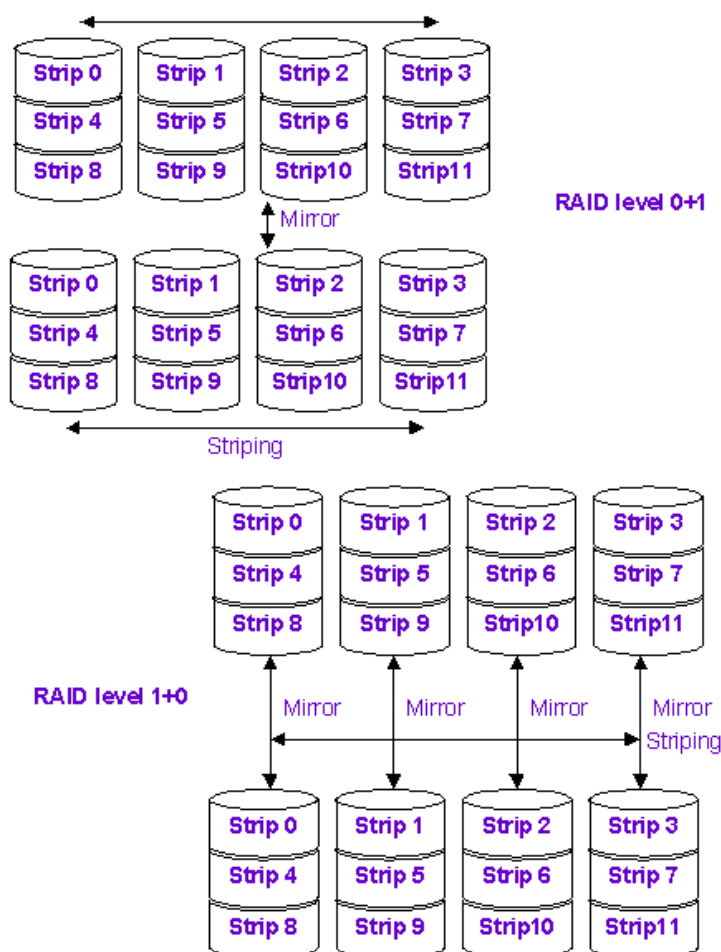 Strip 0 Strip 1 Strip 2 Strip 3
Strip 4 Strip 5 Strip 6 Strip 7
Strip 8 Strip 9 Strip10 Strip11
RAID level 0+1
Mirror
Strip 0 Strip 1 Strip 2 Strip 3
Strip 4 Strip 5 Strip 6 Strip 7
Strip 8 Strip 9 Strip10 Strip11
Striping
Strip 0 Strip 1 Strip 2 Strip 3
Strip 4 Strip 5 Strip 6 Strip 7
Strip 8 Strip 9 Strip10 Strip11
RAID level 1+0
Mirror Mirror Mirror Mirror
Striping
Strip 0 Strip 1 Strip 2 Strip 3
Strip 4 Strip 5 Strip 6 Strip 7
Strip 8 Strip 9 Strip10 Strip11